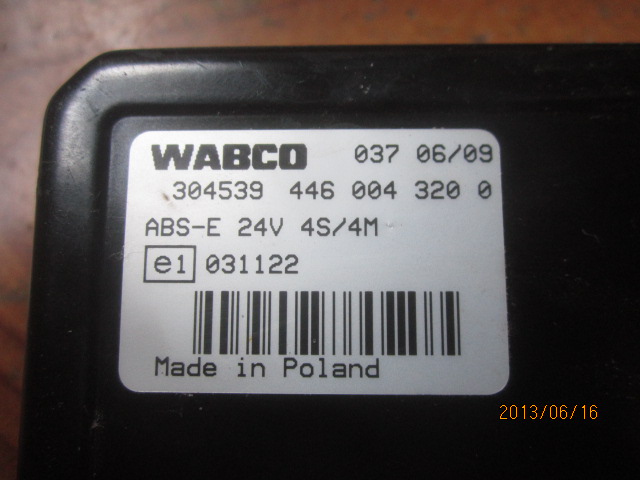 WABCO 037 06/09
304539 446 004 320 0
ABS-E 24V 4S/4M
e1 031122
Made in Poland
2013/06/16